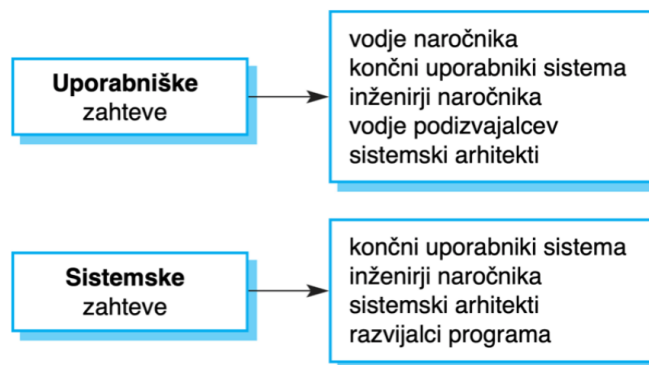 Uporabniške
zahteve
vodje naročnika
končni uporabniki sistema
inženirji naročnika
vodje podizvajalcev
sistemski arhitekti
Sistemske
zahteve
končni uporabniki sistema
inženirji naročnika
sistemski arhitekti
razvijalci programa